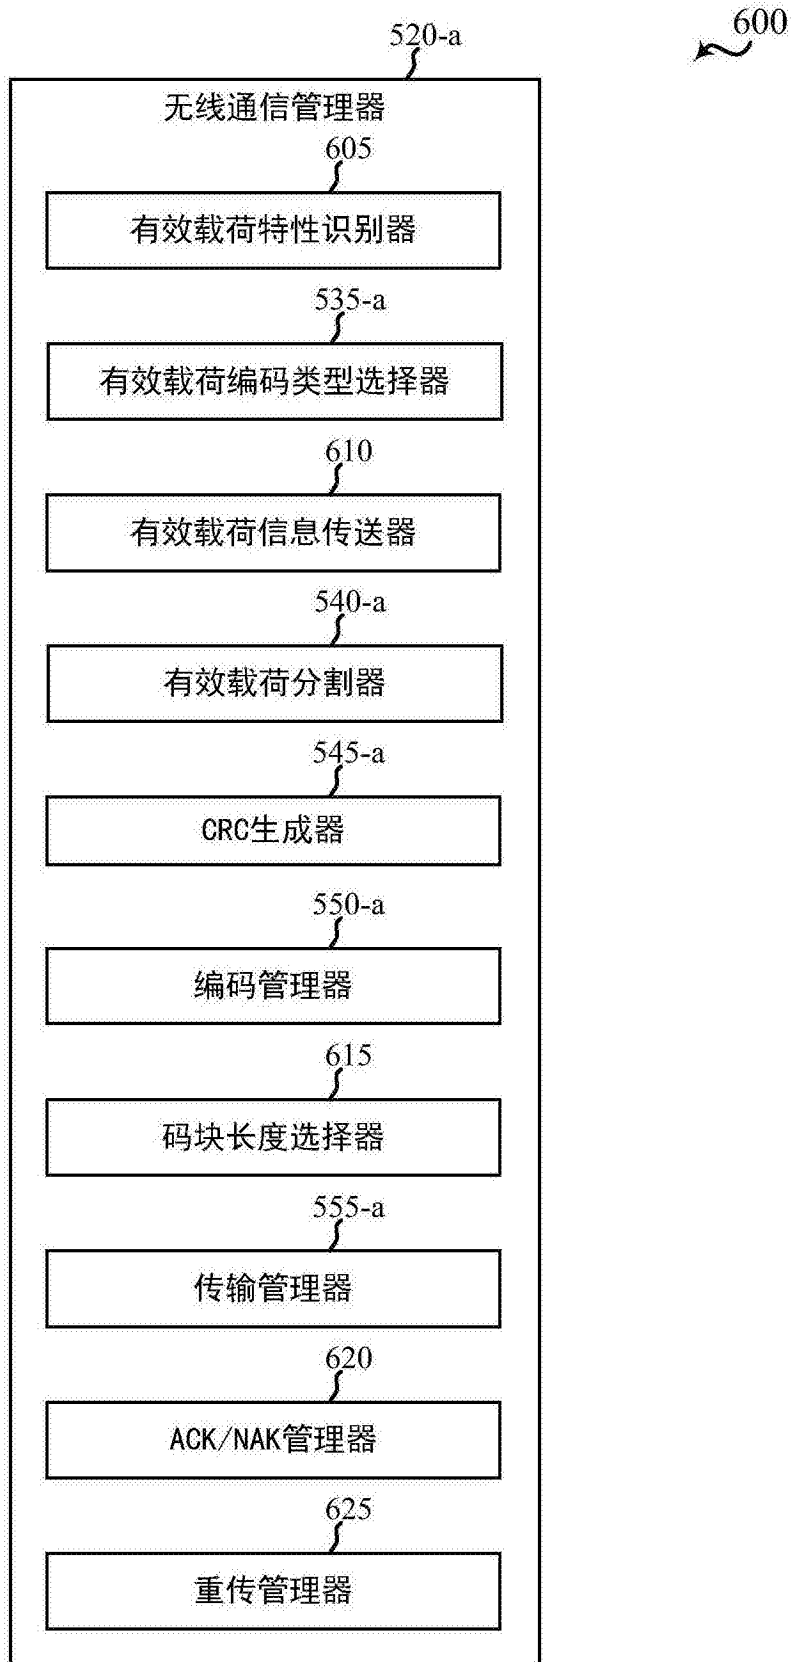 600
520-a
无线通信管理器
605
有效载荷特性识别器
535-a
有效载荷编码类型选择器
610
有效载荷信息传送器
540-a
有效载荷分割器
545-a
CRC生成器
550-a
编码管理器
615
码块长度选择器
555-a
传输管理器
620
ACK/NAK管理器
625
重传管理器